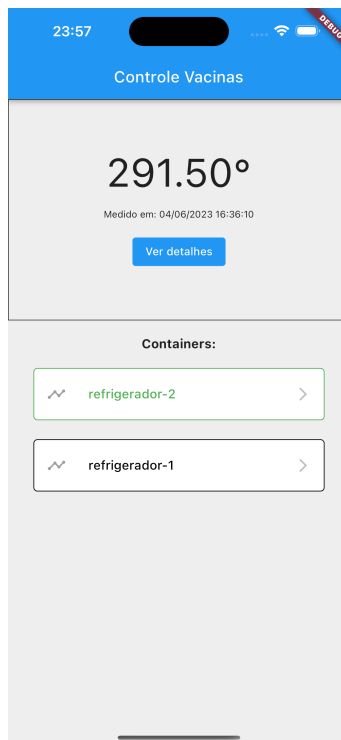 23:57
DEBUG
Controle Vacinas
291.50°
Medido em: 04/06/2023 16:36:10
Ver detalhes
Containers:
refrigerador-2
refrigerador-1